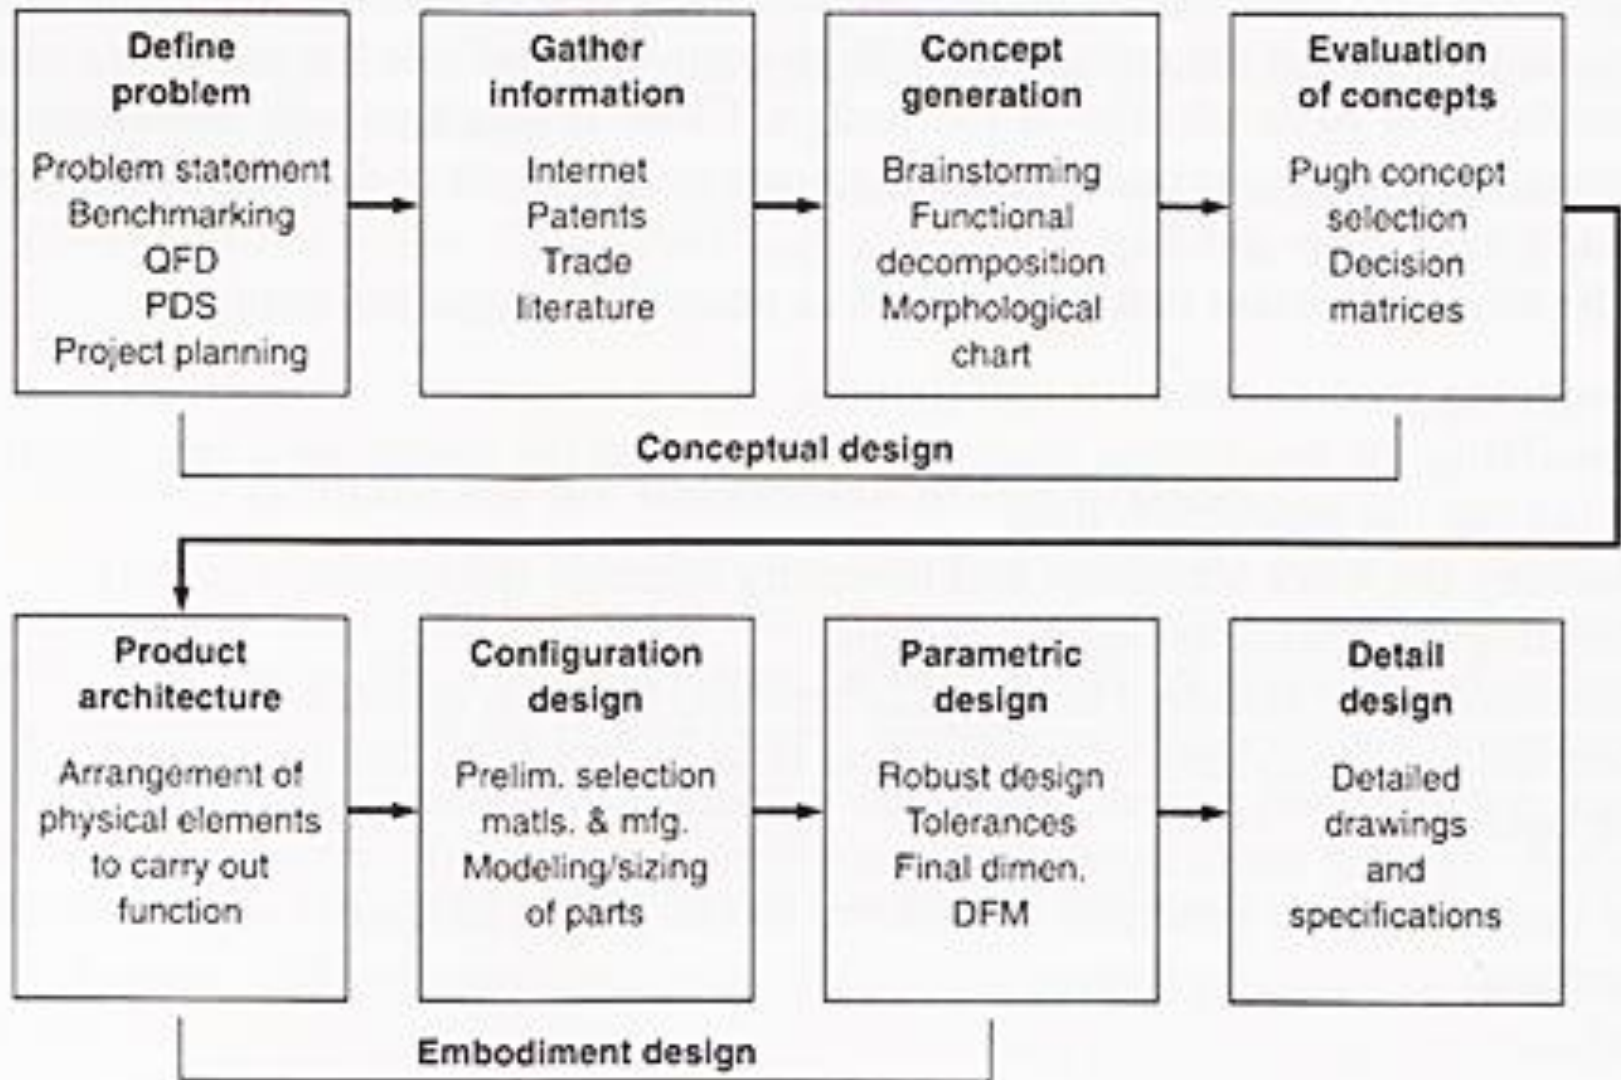 Define
problem
Problem statement
Benchmarking
QFD
PDS
Project planning
Gather
information
Internet
Patents
Trade
literature
Concept
generation
Brainstorming
Functional
decomposition
Morphological
chart
Evaluation
of concepts
Pugh concept
selection
Decision
matrices
Conceptual design
Product
architecture
Arrangement of
physical elements
to carry out
function
Configuration
design
Prelim. selection
matls. & mfg.
Modeling/sizing
of parts
Parametric
design
Robust design
Tolerances
Final dimen.
DFM
Detail
design
Detailed
drawings
and
specifications
Embodiment design